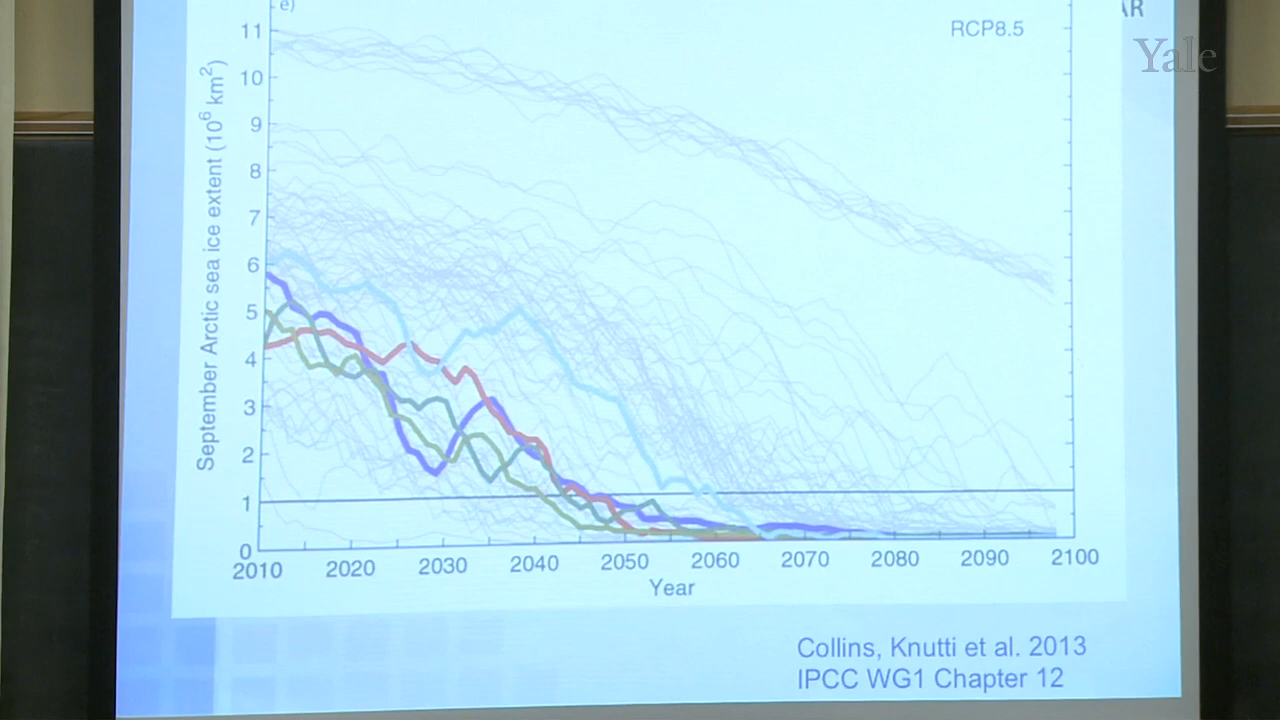 e)
AR
Yale
RCP8.5
September Arctic sea ice extent (10⁶ km²)
11
10
9
8
7
6
5
4
3
2
1
0
2010 2020 2030 2040 2050 2060 2070 2080 2090 2100
Year
Collins, Knutti et al. 2013
IPCC WG1 Chapter 12